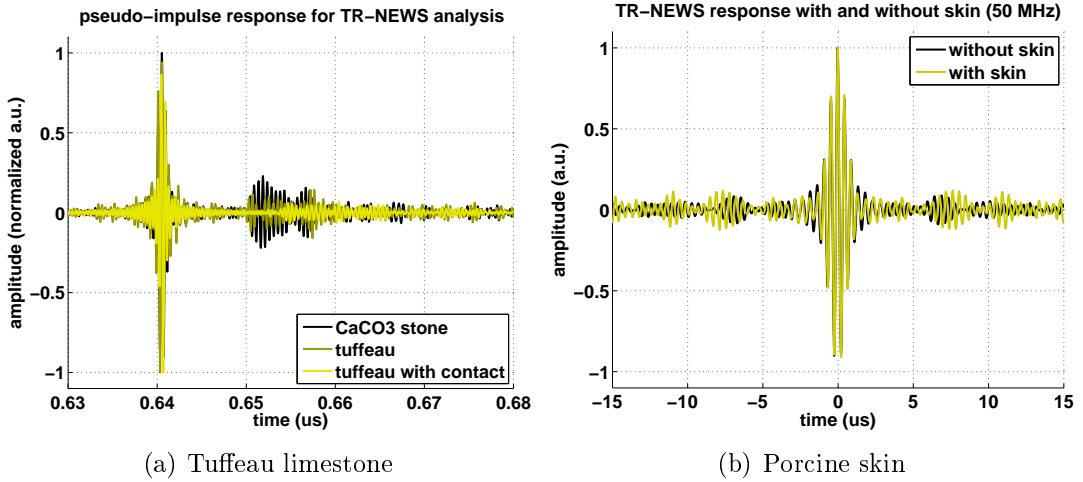 pseudo−impulse response for TR−NEWS analysis
amplitude (normalized a.u.)
1
0.5
0
−0.5
−1
CaCO3 stone
tuffeau
tuffeau with contact
0.63 0.64 0.65 0.66 0.67 0.68
time (us)
(a) Tuffeau limestone
TR−NEWS response with and without skin (50 MHz)
amplitude (a.u.)
1
0.5
0
−0.5
−1
without skin
with skin
−15 −10 −5 0 5 10 15
time (us)
(b) Porcine skin